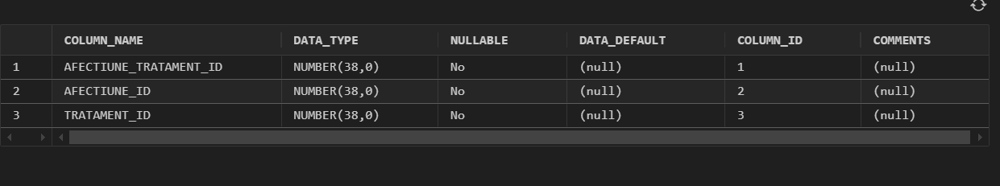 COLUMN_NAME DATA_TYPE NULLABLE DATA_DEFAULT COLUMN_ID COMMENTS
1 AFECTIUNE_TRATAMENT_ID NUMBER(38,0) No (null) 1 (null)
2 AFECTIUNE_ID NUMBER(38,0) No (null) 2 (null)
3 TRATAMENT_ID NUMBER(38,0) No (null) 3 (null)